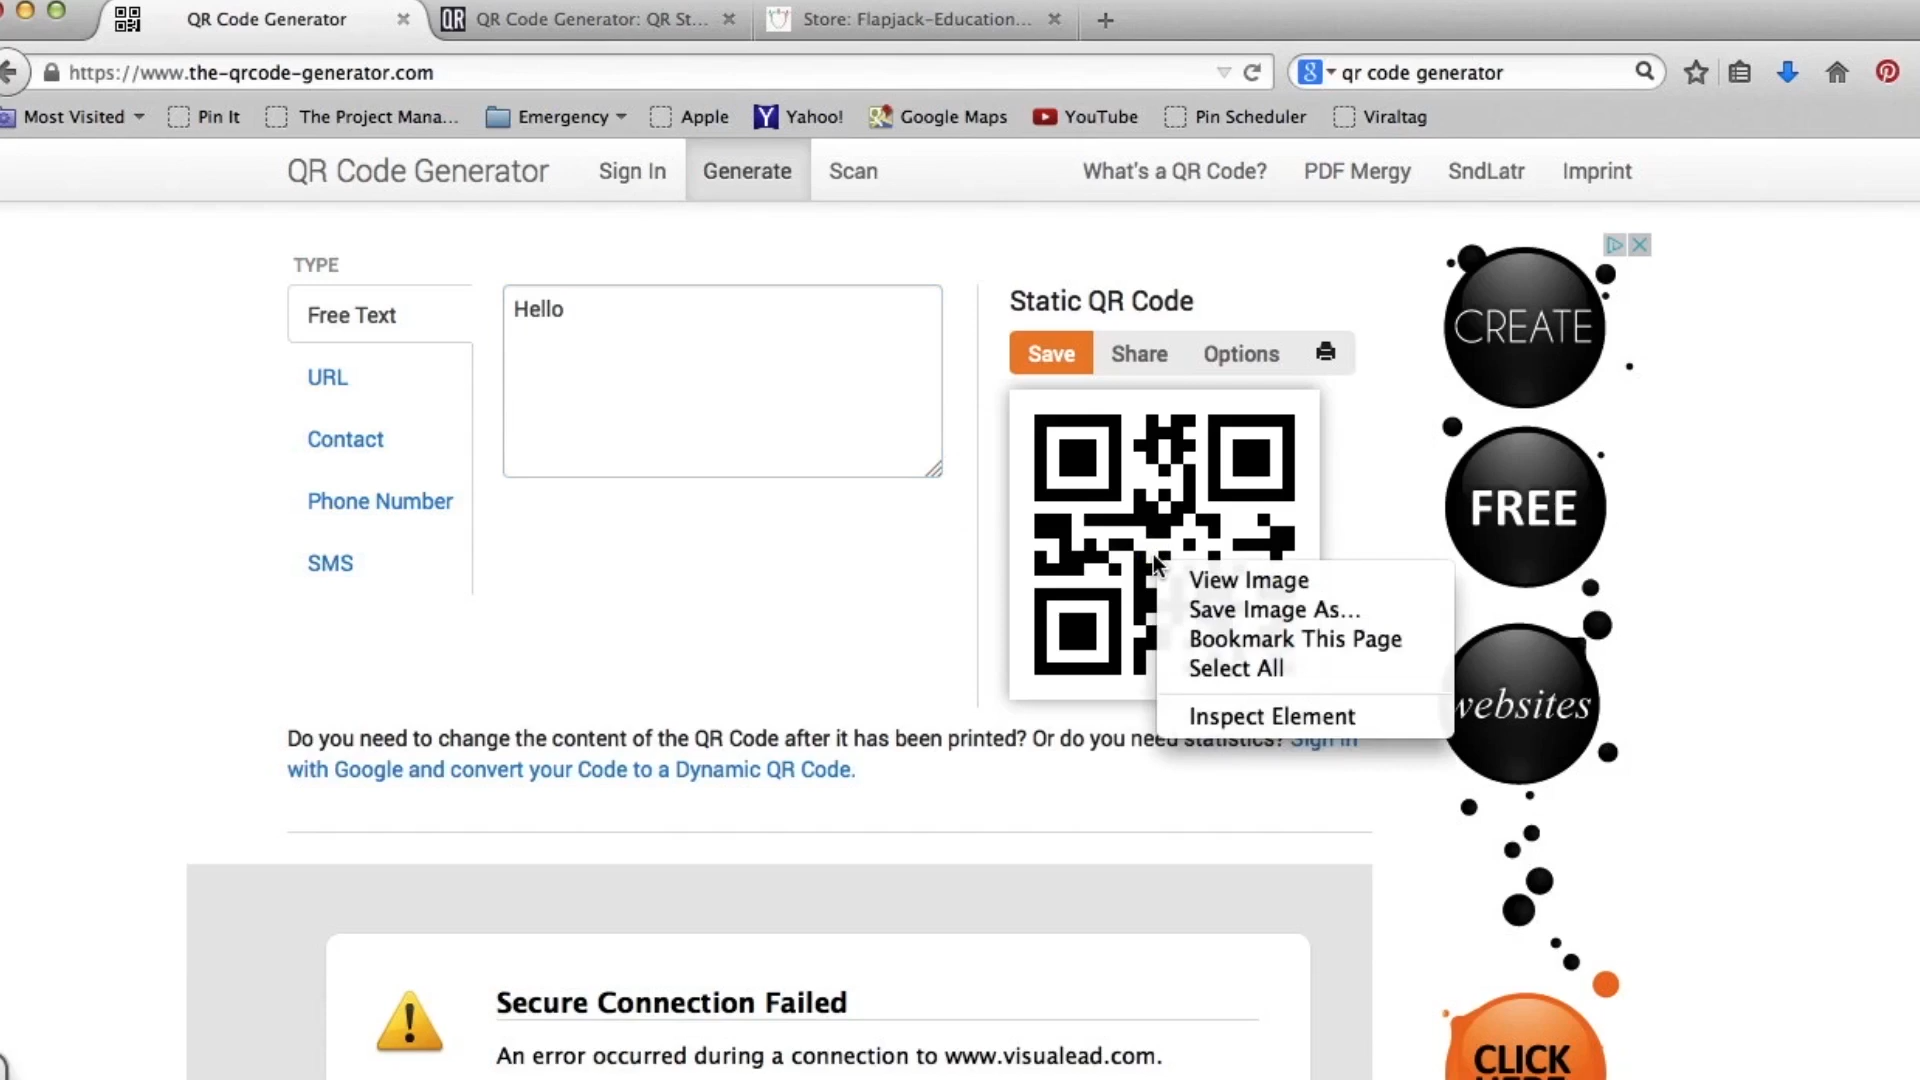 QR Code Generator
QR Code Generator: QR St...
Store: Flapjack-Education...
https://www.the-qrcode-generator.com
qr code generator
Most Visited
Pin It
The Project Mana...
Emergency
Apple
Yahoo!
Google Maps
YouTube
Pin Scheduler
Viraltag
QR Code Generator
Sign In
Generate
Scan
What's a QR Code?
PDF Mergy
SndLatr
Imprint
TYPE
Free Text
URL
Contact
Phone Number
SMS
Hello
Static QR Code
Save
Share
Options
View Image
Save Image As...
Bookmark This Page
Select All
Inspect Element
Do you need to change the content of the QR Code after it has been printed? Or do you need statistics? Sign in
with Google and convert your Code to a Dynamic QR Code.
Secure Connection Failed
An error occurred during a connection to www.visualead.com.
CREATE
FREE
websites
CLICK
HERE